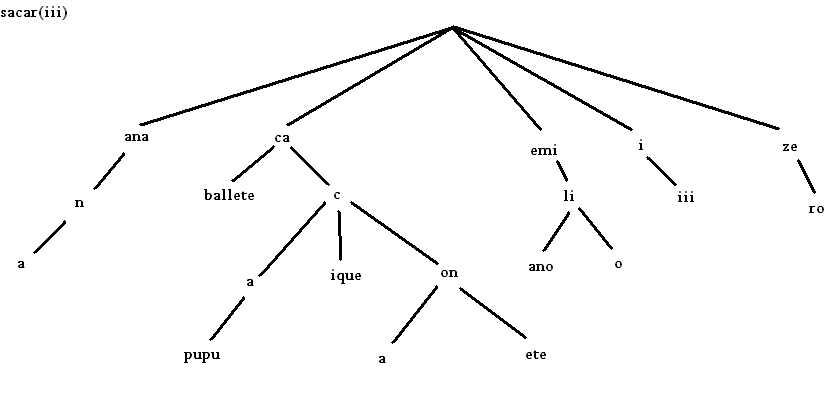 sacar(iii)
ana
ca
emi
i
ze
n
ballete
c
li
iii
ro
a
a
ique
on
ano
o
pupu
a
ete